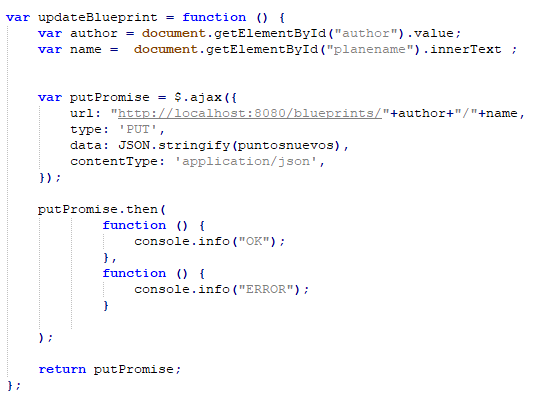 var updateBlueprint = function () {
var author = document.getElementById("author").value;
var name =  document.getElementById("planename").innerText ;
var putPromise = $.ajax({
url: "http://localhost:8080/blueprints/"+author+"/"+name,
type: 'PUT',
data: JSON.stringify(puntosnuevos),
contentType: 'application/json',
});
putPromise.then(
function () {
console.info("OK");
},
function () {
console.info("ERROR");
}
);
return putPromise;
};